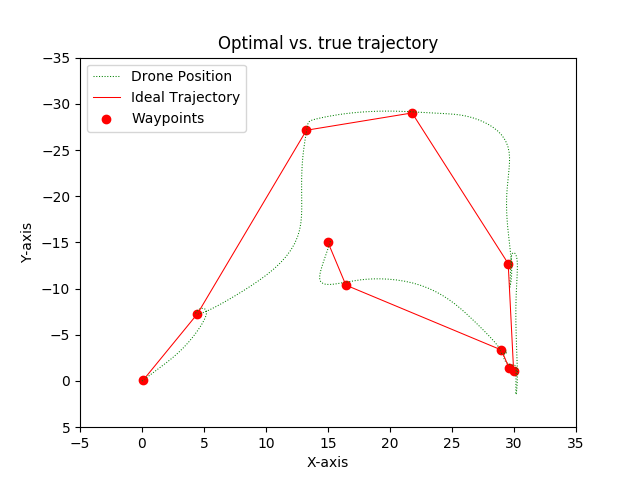 Optimal vs. true trajectory
Drone Position
Ideal Trajectory
Waypoints
Y-axis
−35
−30
−25
−20
−15
−10
−5
0
5
−5 0 5 10 15 20 25 30 35
X-axis